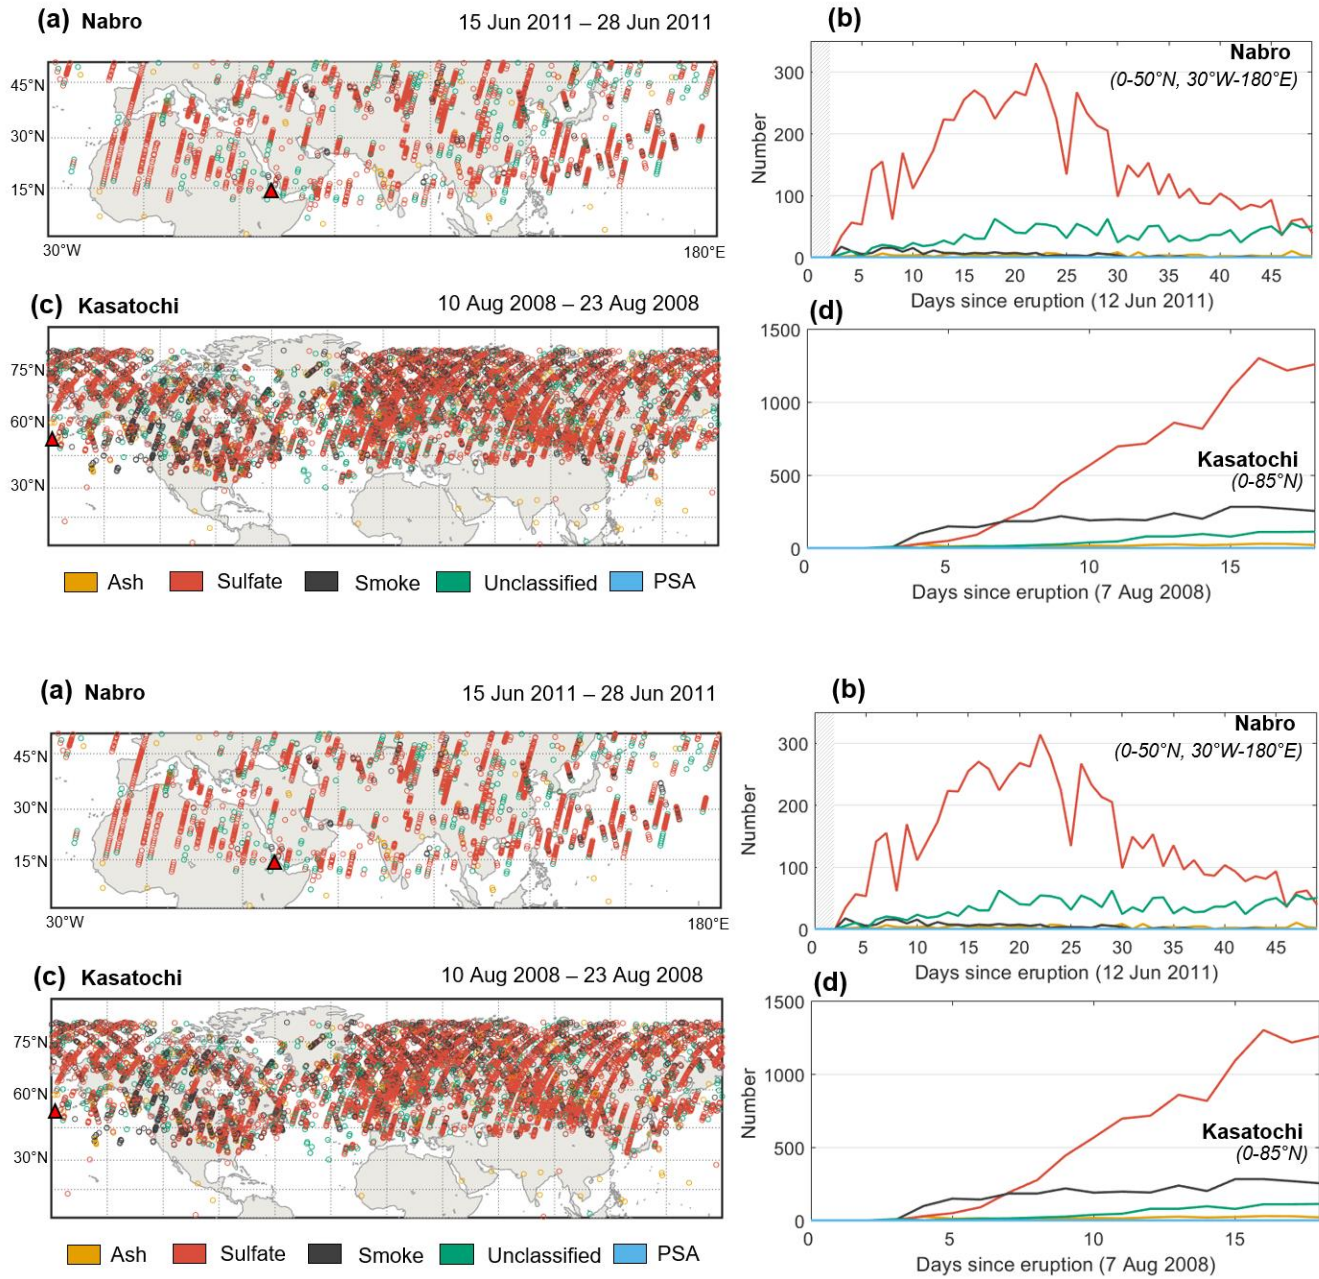 (a) Nabro 15 Jun 2011 – 28 Jun 2011
45°N
30°N
15°N
30°W 180°E
(b)
Nabro
(0-50°N, 30°W-180°E)
Number
300
200
100
0
0 5 10 15 20 25 30 35 40 45
Days since eruption (12 Jun 2011)
(c) Kasatochi 10 Aug 2008 – 23 Aug 2008
75°N
60°N
30°N
(d)
1500
1000
500
0
Kasatochi
(0-85°N)
0 5 10 15
Days since eruption (7 Aug 2008)
Ash Sulfate Smoke Unclassified PSA
(a) Nabro 15 Jun 2011 – 28 Jun 2011
45°N
30°N
15°N
30°W 180°E
(b)
Nabro
(0-50°N, 30°W-180°E)
Number
300
200
100
0
0 5 10 15 20 25 30 35 40 45
Days since eruption (12 Jun 2011)
(c) Kasatochi 10 Aug 2008 – 23 Aug 2008
75°N
60°N
30°N
(d)
Number
1500
1000
500
0
Kasatochi
(0-85°N)
0 5 10 15
Days since eruption (7 Aug 2008)
Ash Sulfate Smoke Unclassified PSA